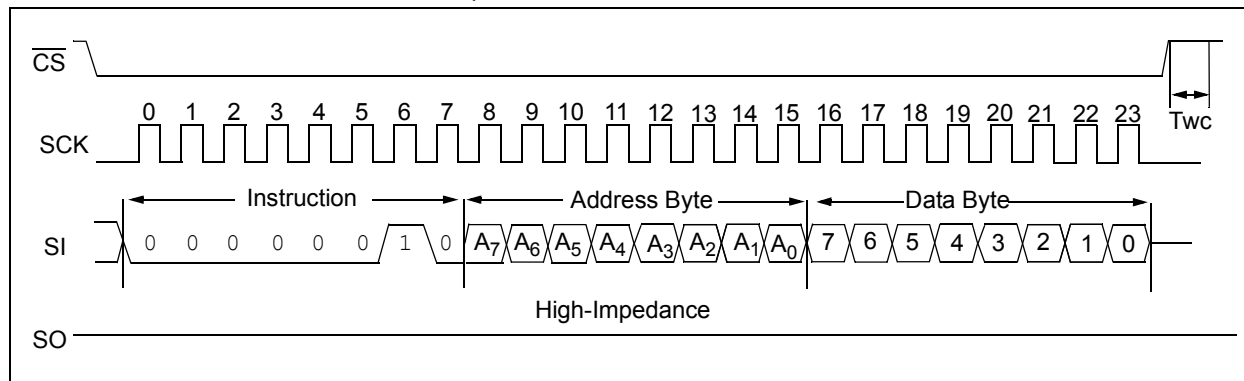 CS
0 1 2 3 4 5 6 7 8 9 10 11 12 13 14 15 16 17 18 19 20 21 22 23
Twc
SCK
Instruction Address Byte Data Byte
SI 0 0 0 0 0 0 1 0 A7 A6 A5 A4 A3 A2 A1 A0 7 6 5 4 3 2 1 0
High-Impedance
SO